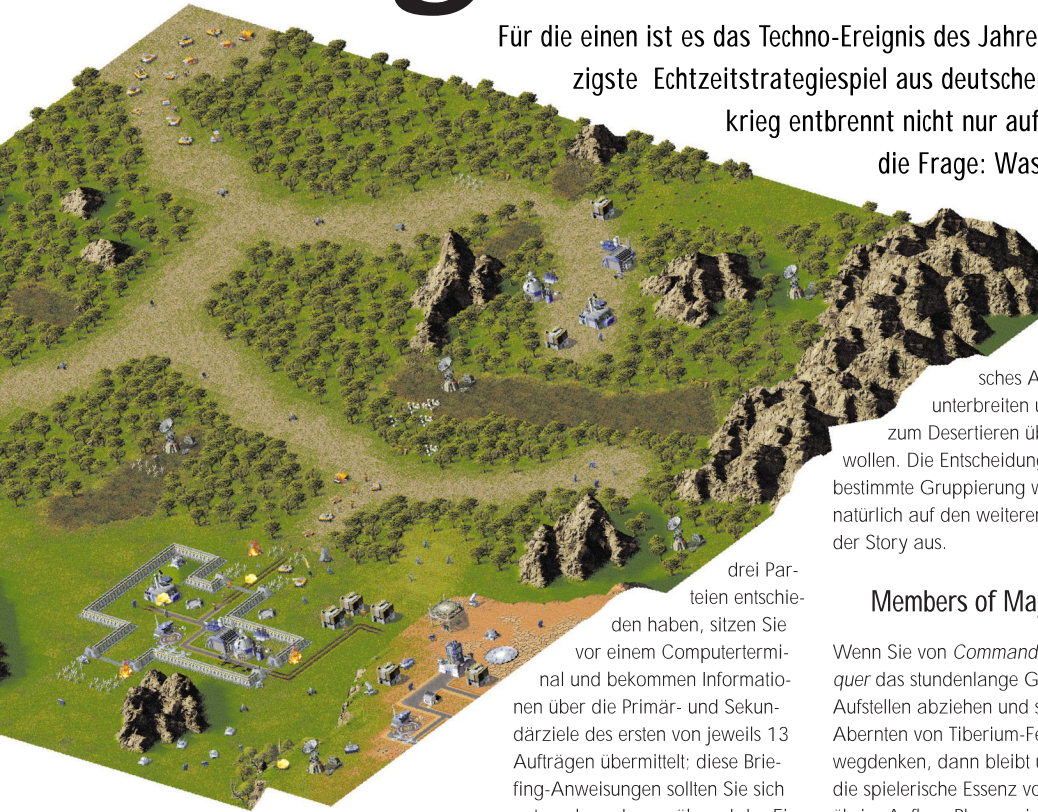 Für die einen ist es das Techno-Ereignis des Jahre
zigste Echtzeitstrategiespiel aus deutscher
krieg entbrennt nicht nur auf
die Frage: Was
drei Par-
teien entschie-
den haben, sitzen Sie
vor einem Computertermi-
nal und bekommen Informatio-
nen über die Primär- und Sekun-
därziele des ersten von jeweils 13
Aufträgen übermittelt; diese Brie-
fing-Anweisungen sollten Sie sich
sches A
unterbreiten u
zum Desertieren üb
wollen. Die Entscheidung
bestimmte Gruppierung w
natürlich auf den weiteren
der Story aus.
Members of May
Wenn Sie von Command
quer das stundenlange G
Aufstellen abziehen und s
Abernten von Tiberium-Fe
wegdenken, dann bleibt u
die spielerische Essenz vo